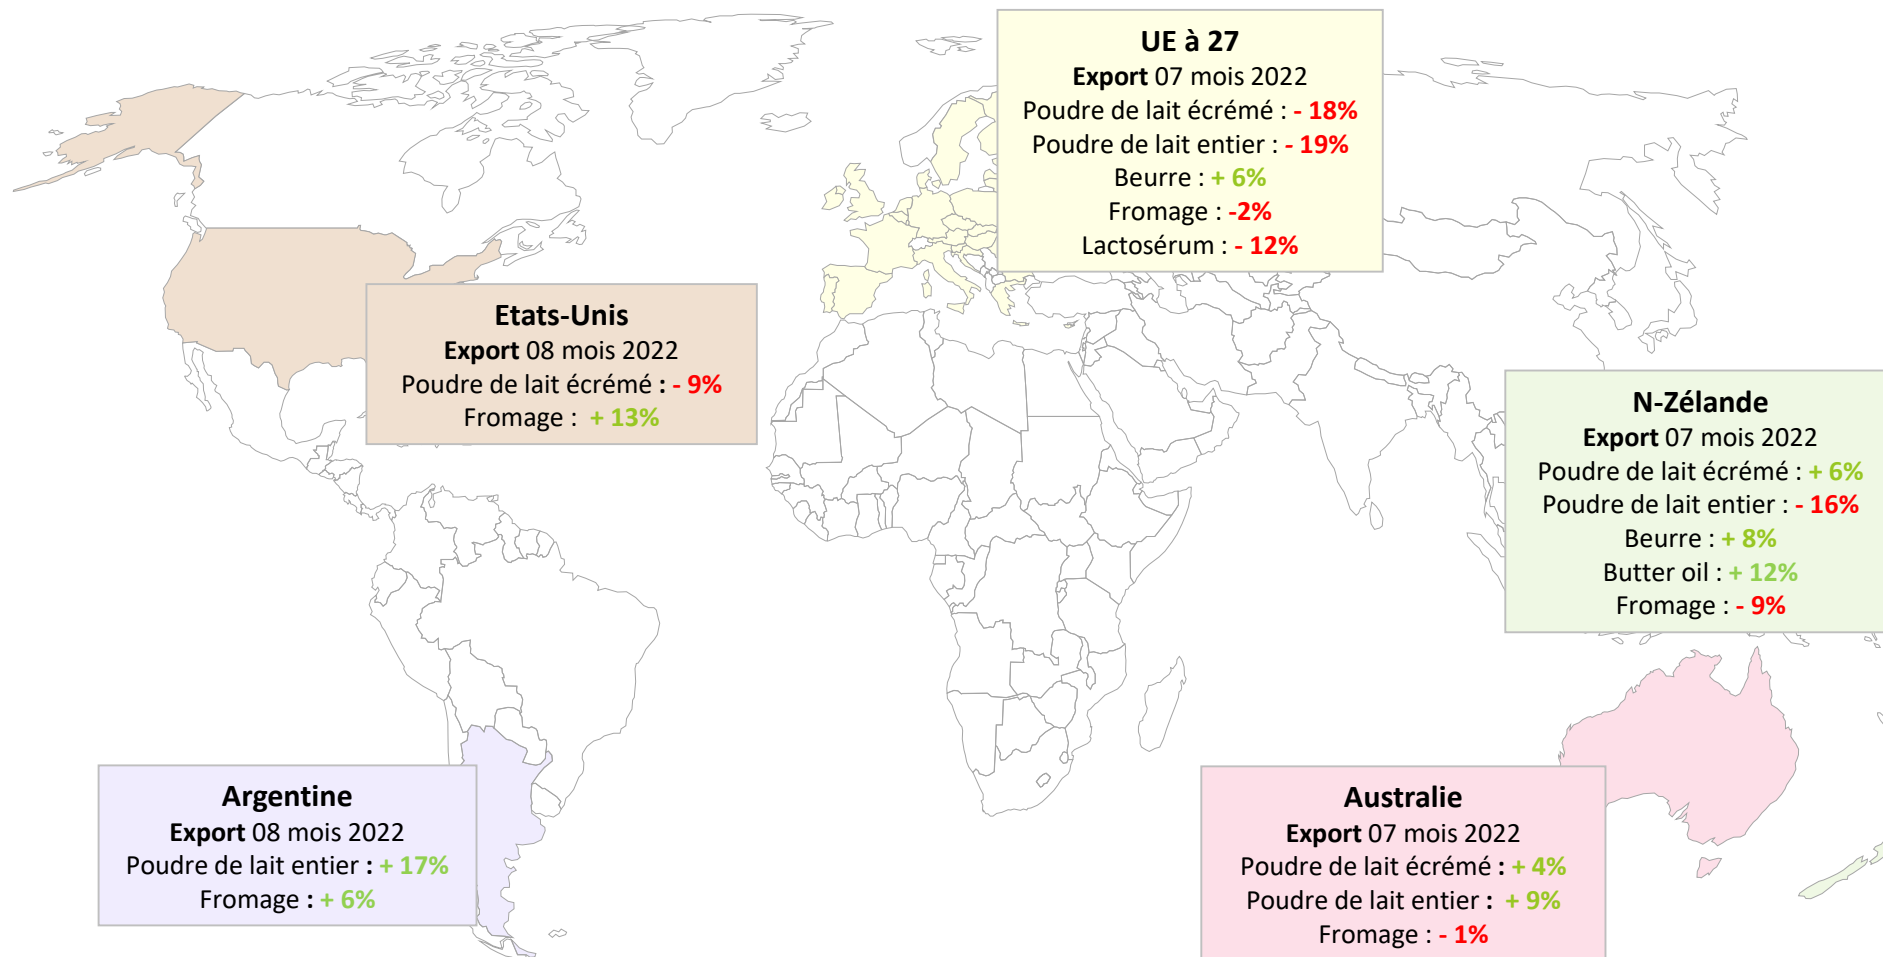 UE à 27
Export 07 mois 2022
Poudre de lait écrémé : - 18%
Poudre de lait entier : - 19%
Beurre : + 6%
Fromage : -2%
Lactosérum : - 12%
Etats-Unis
Export 08 mois 2022
Poudre de lait écrémé : - 9%
Fromage : + 13%
N-Zélande
Export 07 mois 2022
Poudre de lait écrémé : + 6%
Poudre de lait entier : - 16%
Beurre : + 8%
Butter oil : + 12%
Fromage : - 9%
Argentine
Export 08 mois 2022
Poudre de lait entier : + 17%
Fromage : + 6%
Australie
Export 07 mois 2022
Poudre de lait écrémé : + 4%
Poudre de lait entier : + 9%
Fromage : - 1%